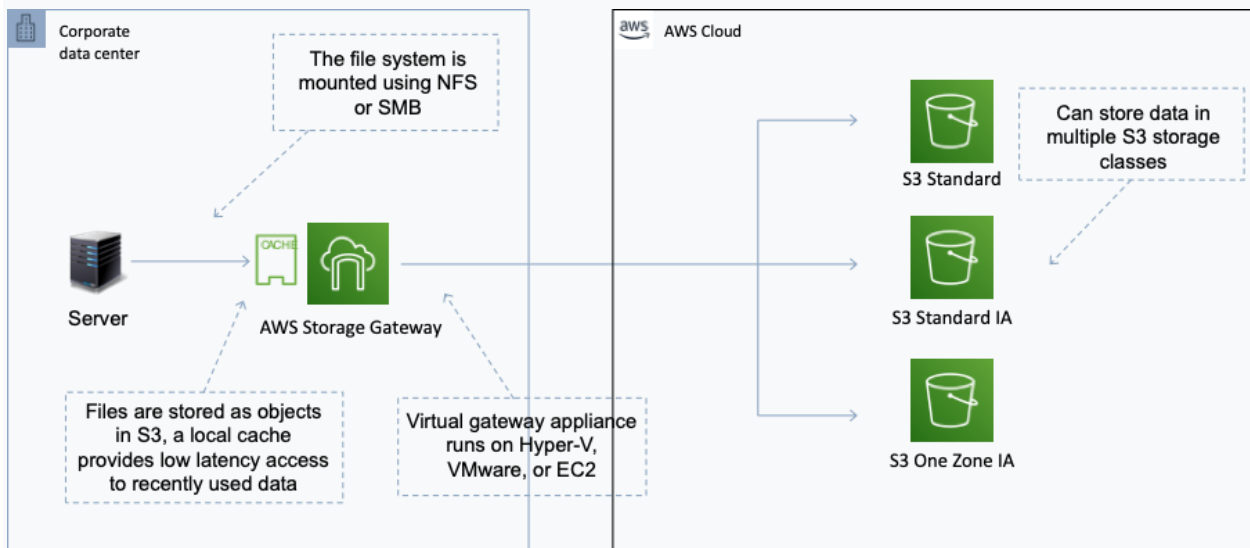 Corporate
data center
The file system is
mounted using NFS
or SMB
CACHE
Server
AWS Storage Gateway
Files are stored as objects
in S3, a local cache
provides low latency access
to recently used data
Virtual gateway appliance
runs on Hyper-V,
VMware, or EC2
aws
AWS Cloud
S3 Standard
Can store data in
multiple S3 storage
classes
S3 Standard IA
S3 One Zone IA